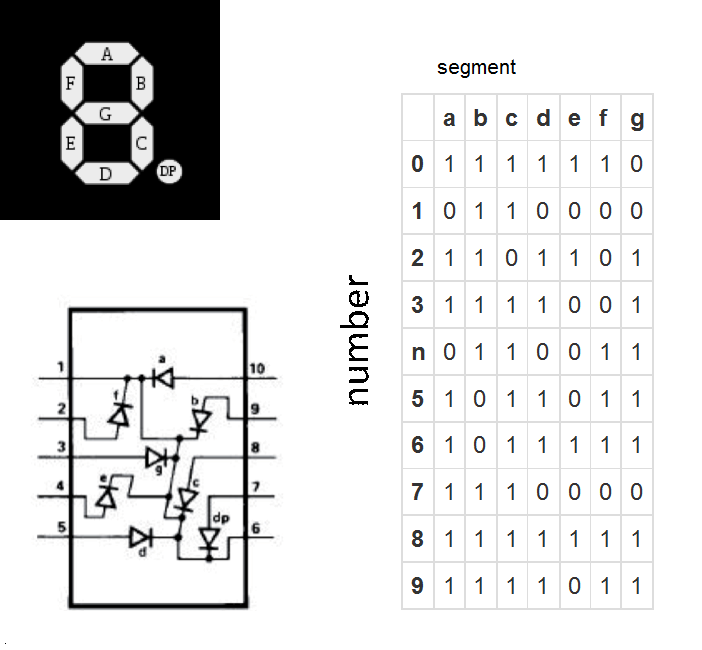 A
F B
G
E C
D DP
segment
a b c d e f g
0 1 1 1 1 1 1 0
1 0 1 1 0 0 0 0
2 1 1 0 1 1 0 1
3 1 1 1 1 0 0 1
n 0 1 1 0 0 1 1
5 1 0 1 1 0 1 1
6 1 0 1 1 1 1 1
7 1 1 1 0 0 0 0
8 1 1 1 1 1 1 1
9 1 1 1 1 0 1 1
number
1 a 10
2 f b 9
3 g 8
4 e c 7
5 d dp 6